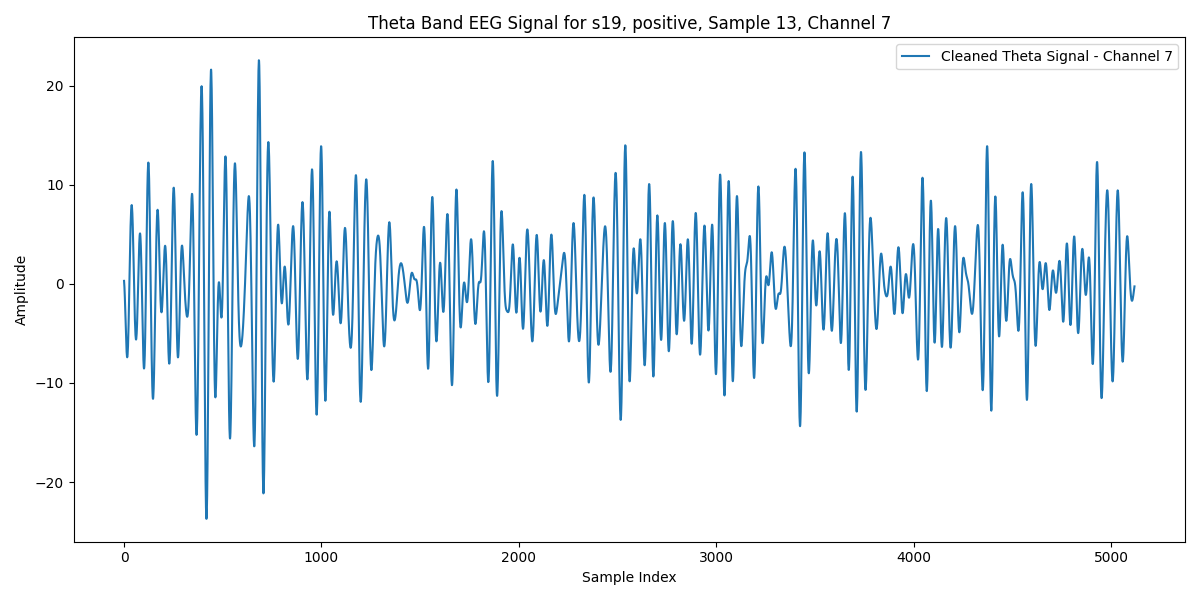 Theta Band EEG Signal for s19, positive, Sample 13, Channel 7
Cleaned Theta Signal - Channel 7
Amplitude
20
10
0
−10
−20
0
1000
2000
3000
4000
5000
Sample Index